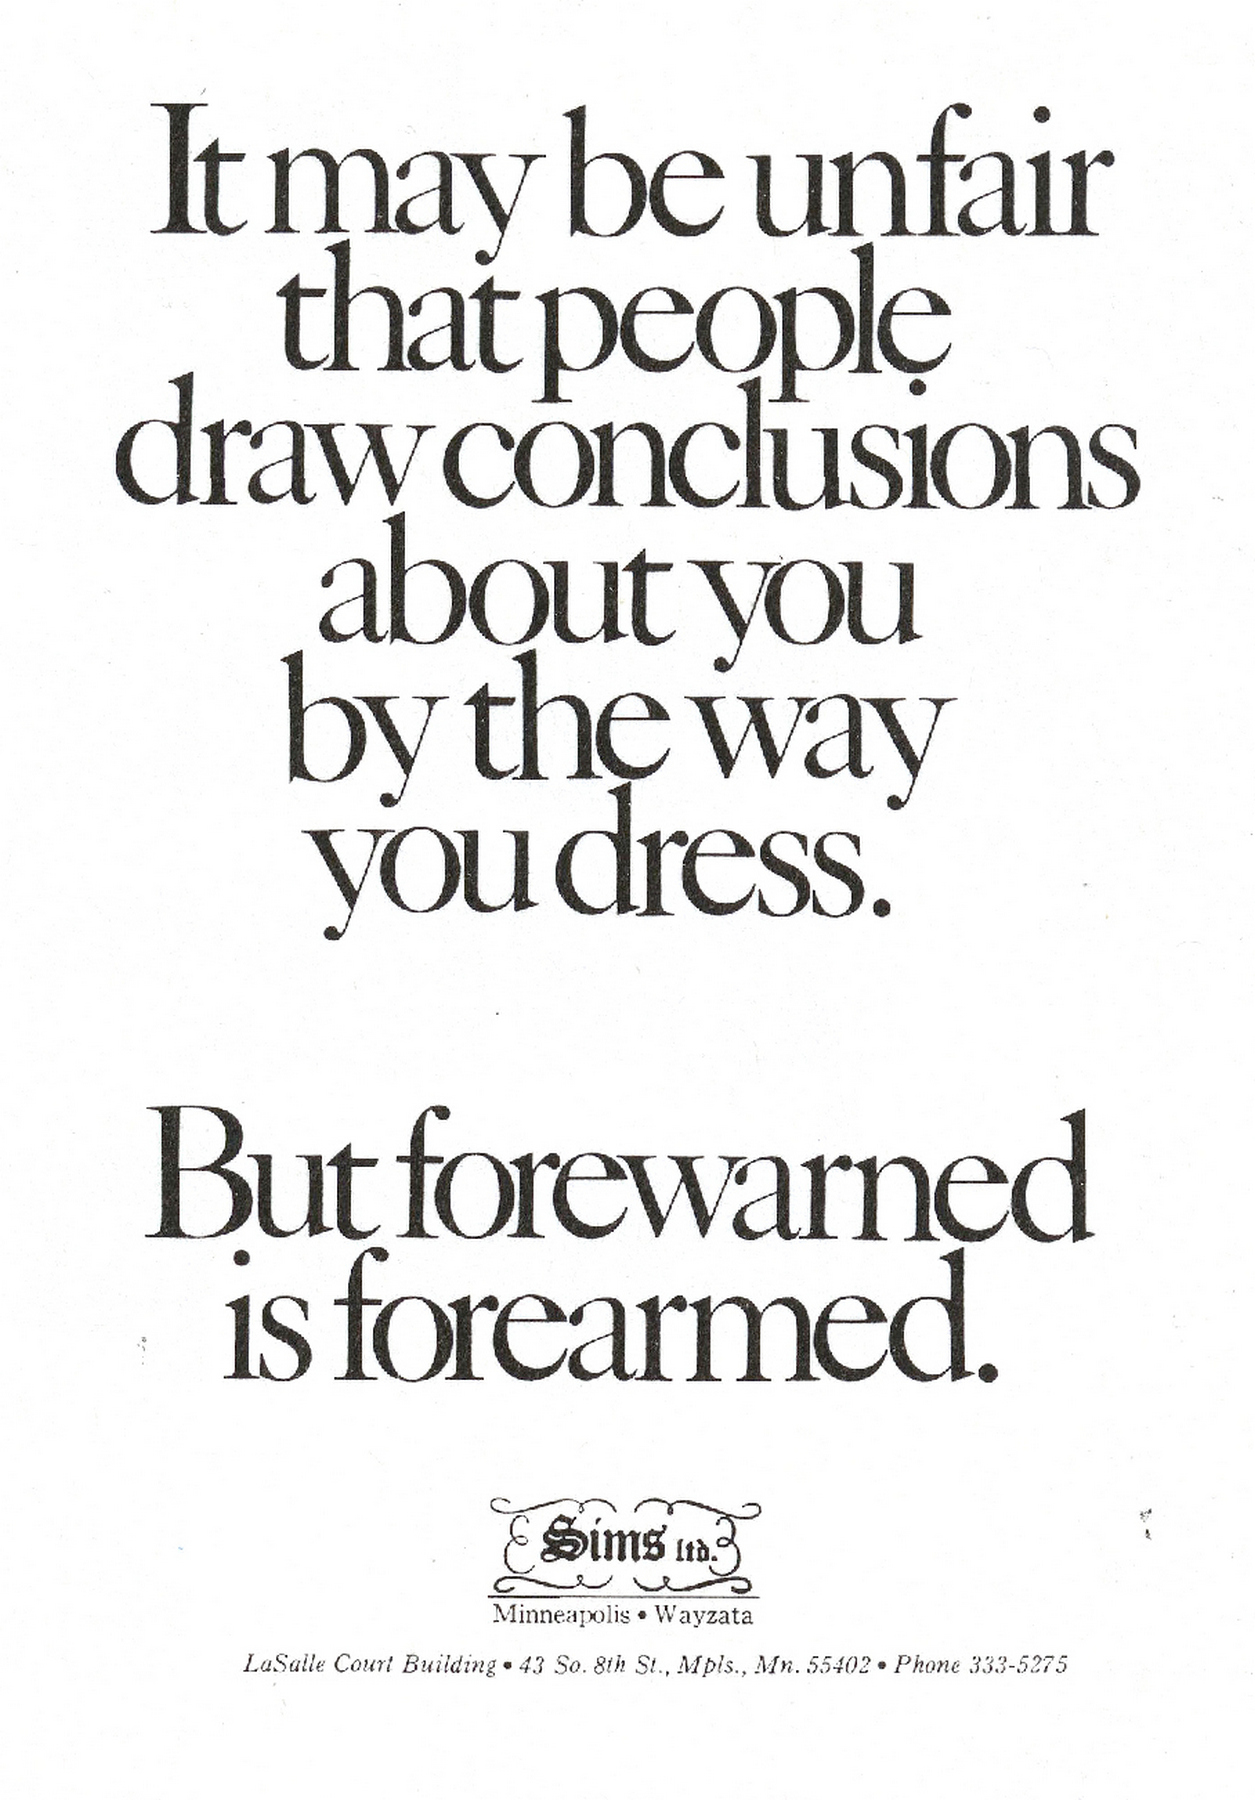 It may be unfair
that people
draw conclusions
about you
by the way
you dress.
But forewarned
is forearmed.
Sims ltd.
Minneapolis • Wayzata
LaSalle Court Building • 43 So. 8th St., Mpls., Mn. 55402 • Phone 333-5275